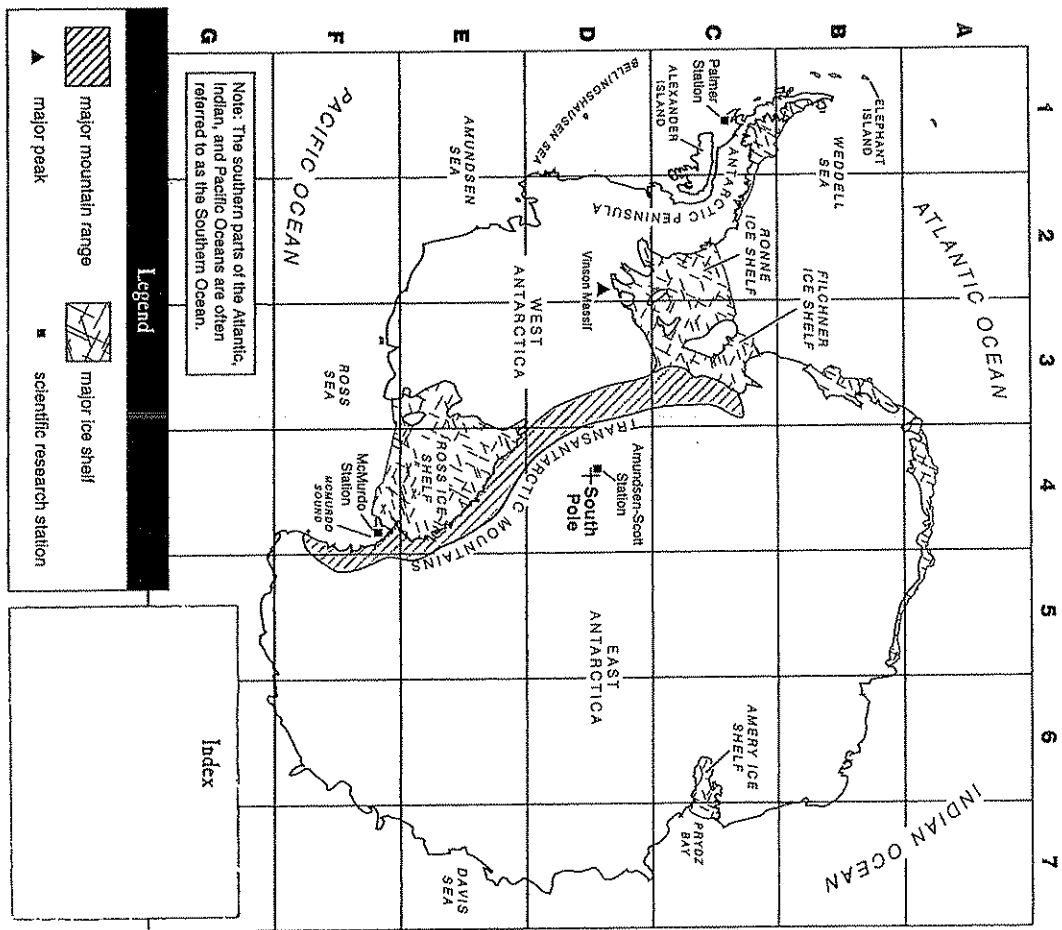 A
B
C
D
E
F
G
1
2
3
4
5
6
7
ELEPHANT
ISLAND
WEDDELL
SEA
ATLANTIC OCEAN
Palmer
Station
ALEXANDER
ISLAND
ANTARCTIC PENINSULA
BELLINGSHAUSEN SEA
RONNE
ICE SHELF
FILCHNER
ICE SHELF
Vinson Massif
AMUNDSEN
SEA
WEST
ANTARCTICA
PACIFIC OCEAN
ROSS
SEA
ROSS ICE
SHELF
TRANSANTARCTIC MOUNTAINS
McMurdo
Station
MCMURDO
SOUND
Amundsen-Scott
Station
South
Pole
EAST
ANTARCTICA
AMERY ICE
SHELF
PRYDZ
BAY
INDIAN OCEAN
DAVIS
SEA
Note: The southern parts of the Atlantic,
Indian, and Pacific Oceans are often
referred to as the Southern Ocean.
Legend
major mountain range
major ice shelf
major peak
scientific research station
Index